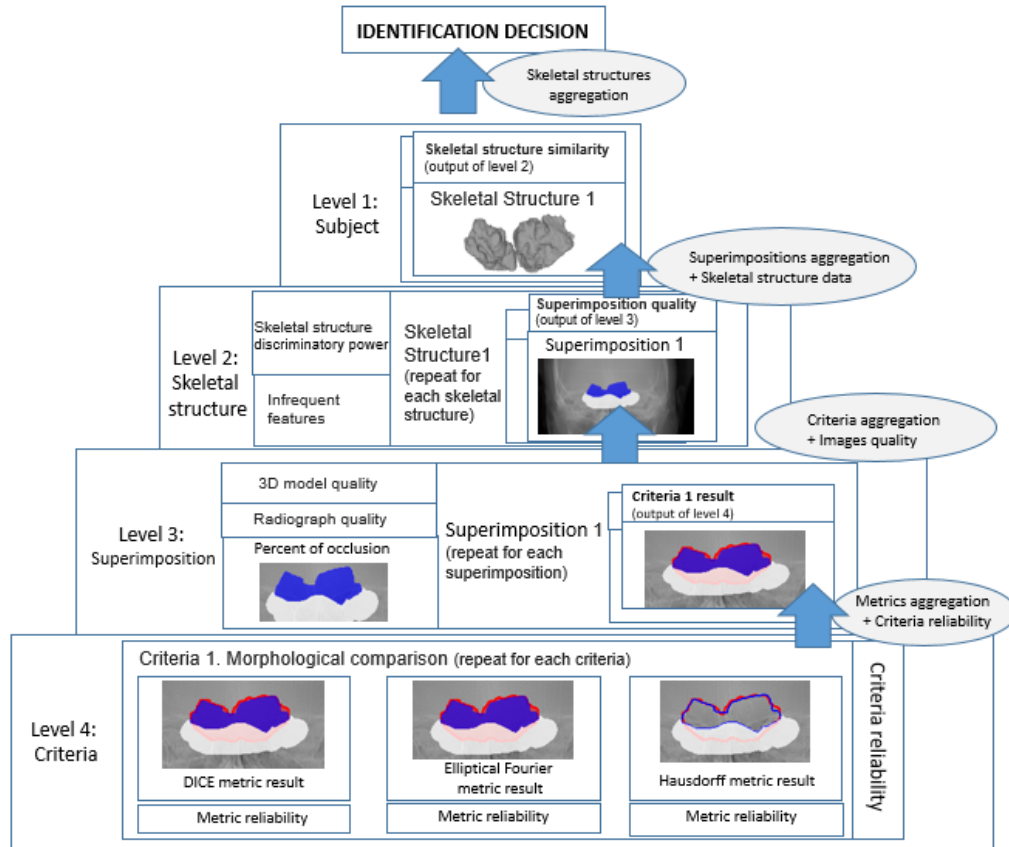 IDENTIFICATION DECISION
Skeletal structures
aggregation
Level 1:
Subject
Skeletal structure similarity
(output of level 2)
Skeletal Structure 1
Superimpositions aggregation
+ Skeletal structure data
Level 2:
Skeletal
structure
Skeletal structure
discriminatory power
Infrequent
features
Skeletal
Structure1
(repeat for
each skeletal
structure)
Superimposition quality
(output of level 3)
Superimposition 1
Criteria aggregation
+ Images quality
Level 3:
Superimposition
3D model quality
Radiograph quality
Percent of occlusion
Superimposition 1
(repeat for each
superimposition)
Criteria 1 result
(output of level 4)
Metrics aggregation
+ Criteria reliability
Level 4:
Criteria
Criteria 1. Morphological comparison (repeat for each criteria)
DICE metric result
Metric reliability
Elliptical Fourier
metric result
Metric reliability
Hausdorff metric result
Metric reliability
Criteria reliability